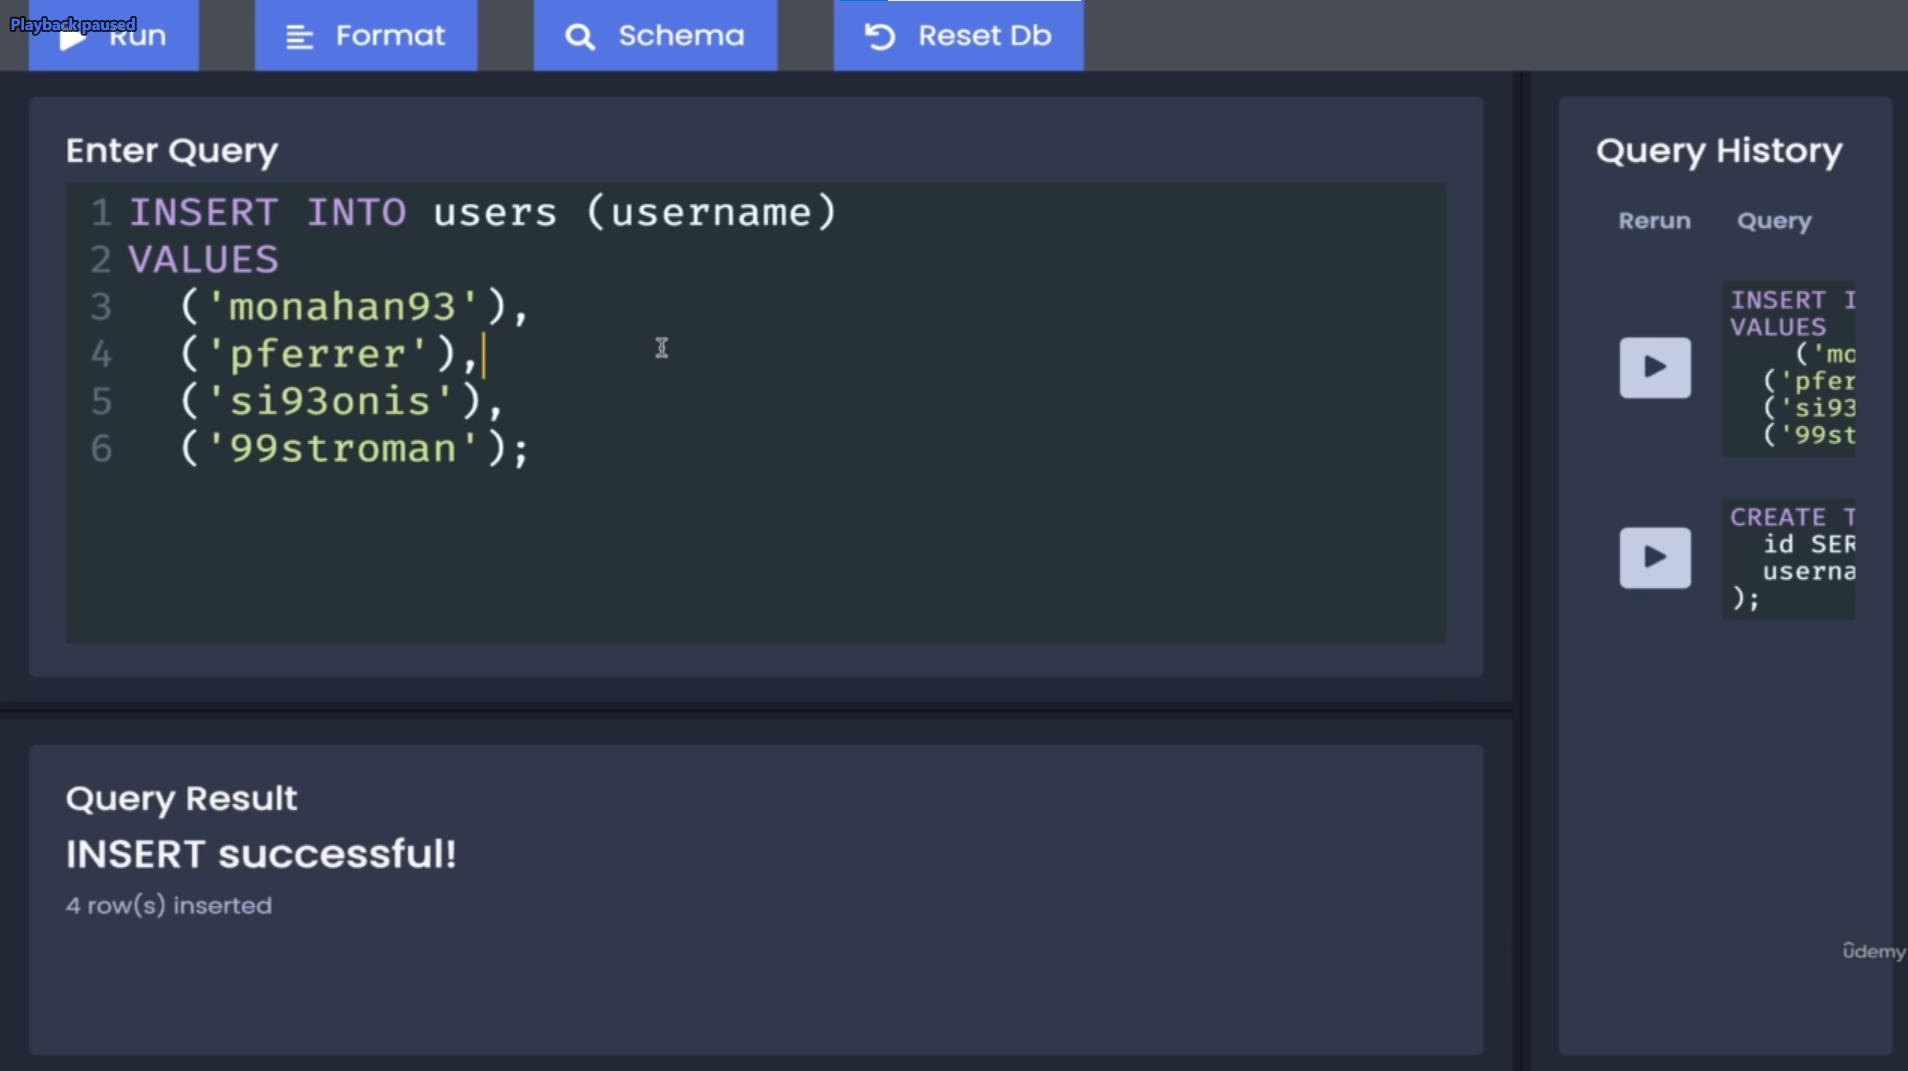 Playback paused
Run
Format
Schema
Reset Db
Enter Query
1 INSERT INTO users (username)
2 VALUES
3   ('monahan93'),
4   ('pferrer'),
5   ('si93onis'),
6   ('99stroman');
Query Result
INSERT successful!
4 row(s) inserted
Query History
Rerun Query
INSERT I
VALUES
('mo
('pfer
('si93
('99st
CREATE T
id SER
userna
);
ûdemy